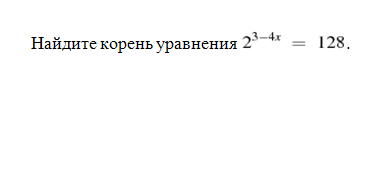 Найдите корень уравнения 2^{3−4x} = 128.